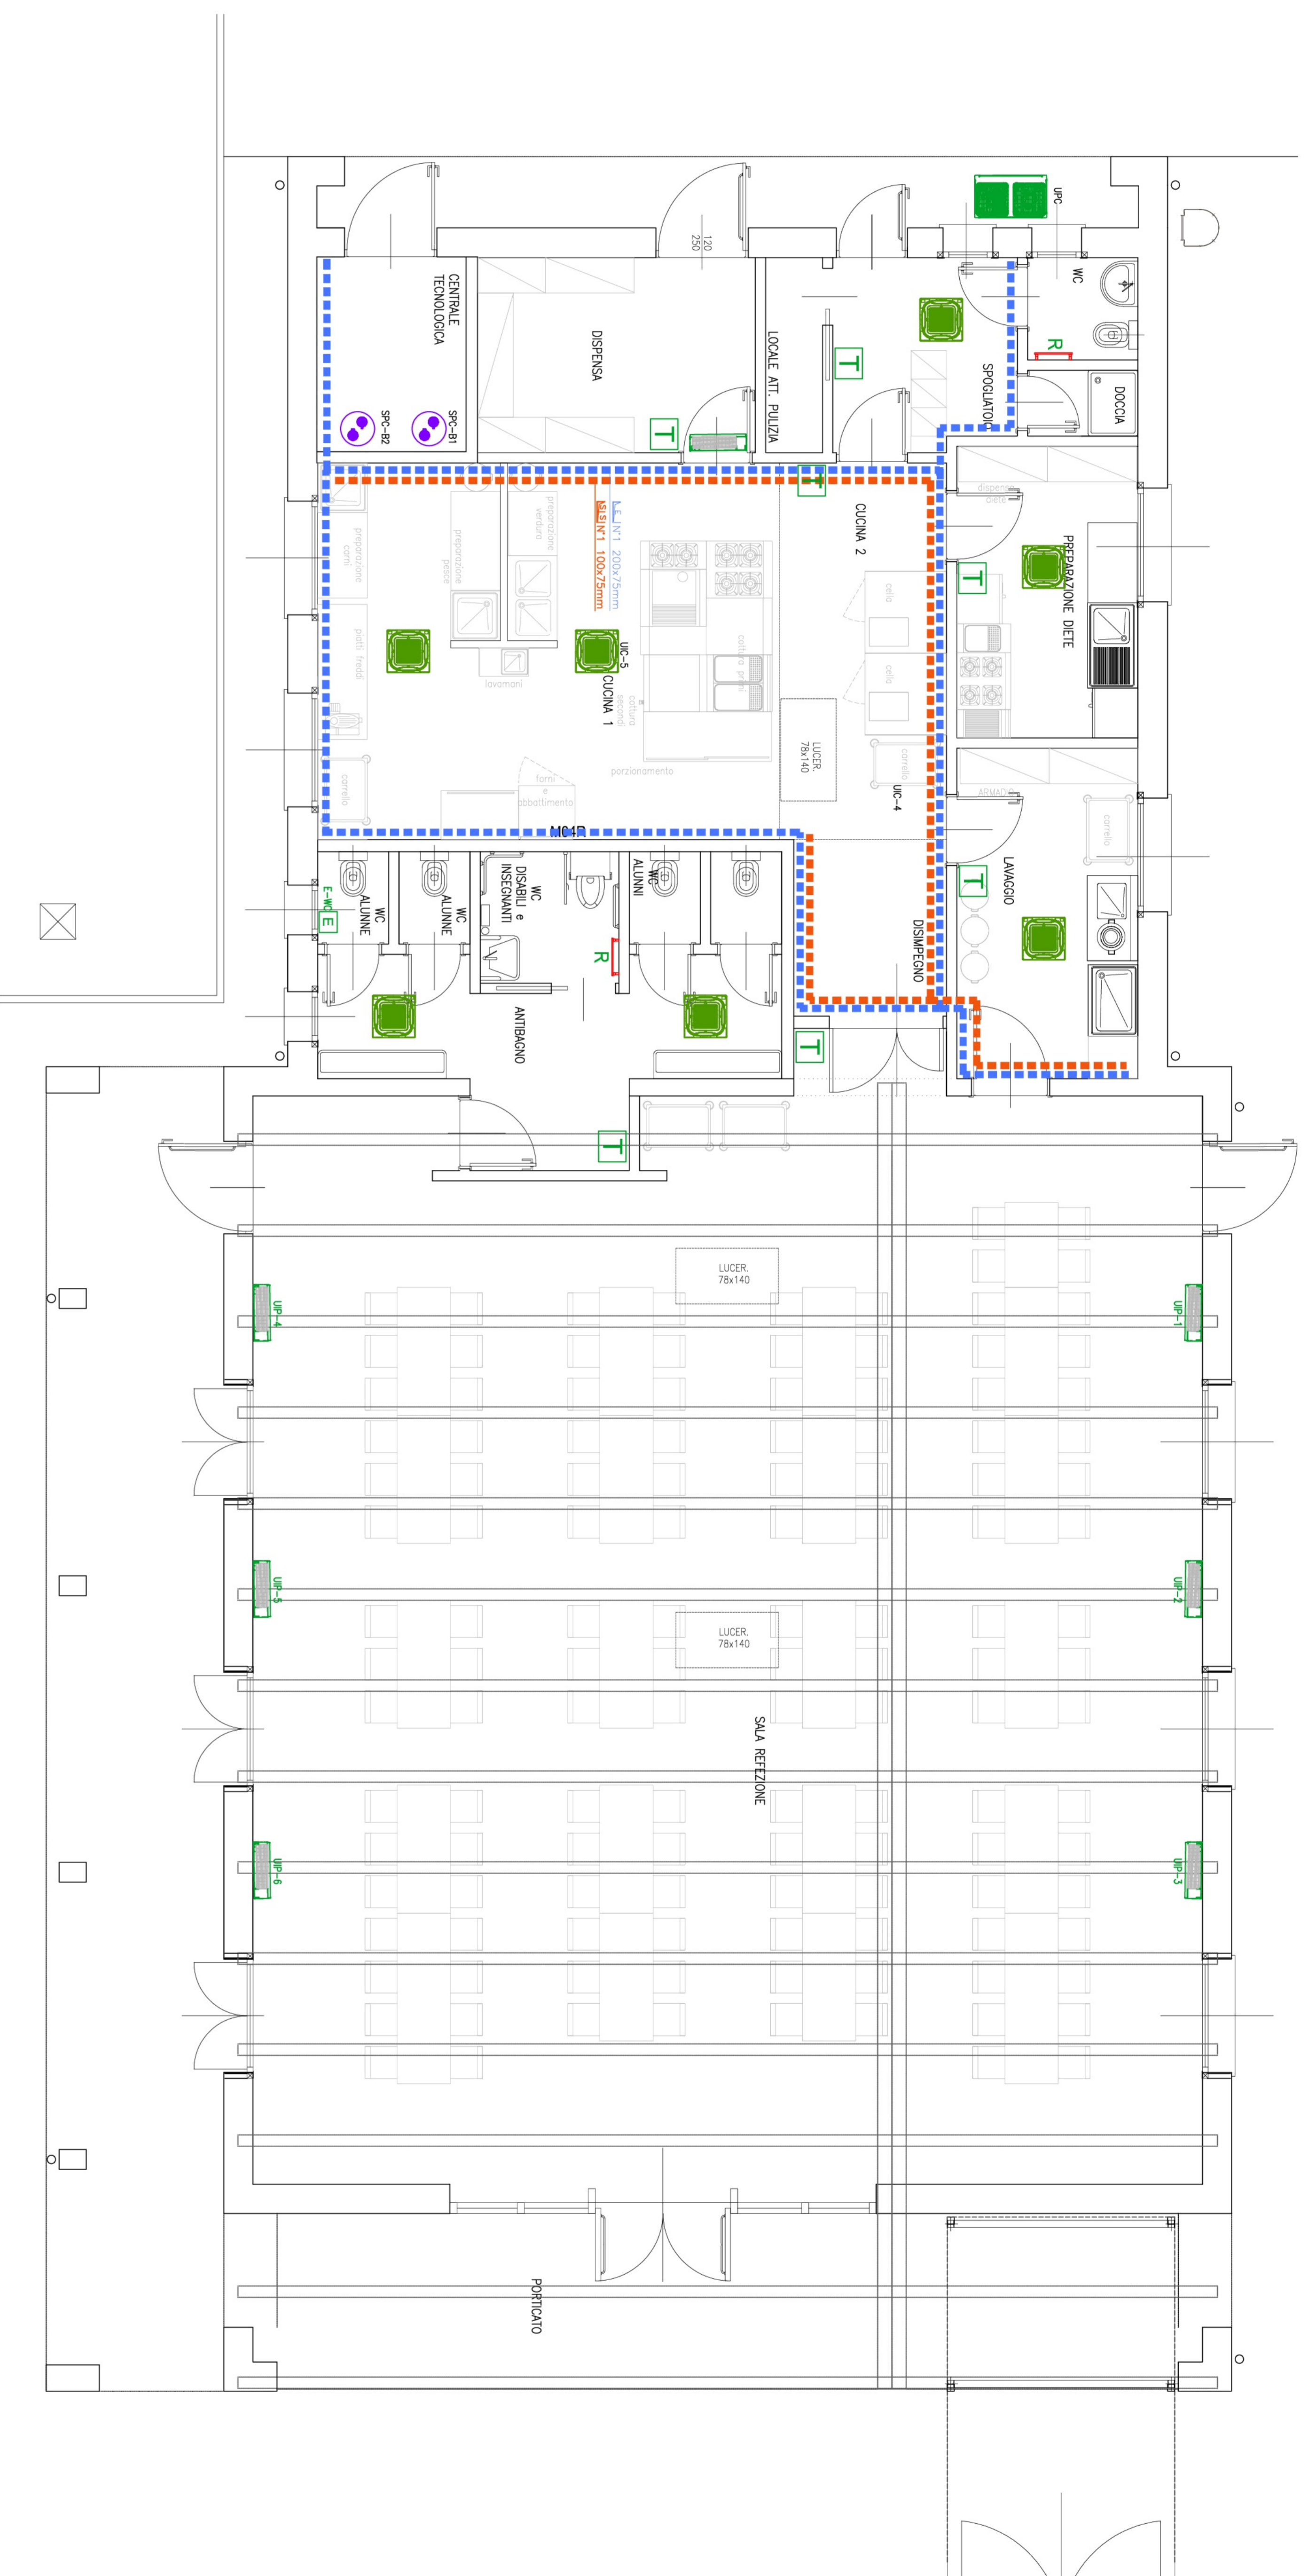 UPC
WC
R
DOCCIA
SPOGLIATOIO
T
LOCALE ATT. PULIZIA
120
250
DISPENSA
T
CENTRALE
TECNOLOGICA
SPC-B1
SPC-B2
T
CUCINA 2
dispensa
diete
PREPARAZIONE DIETE
T
preparazione
carni
preparazione
pesce
preparazione
verdura
L.E. N°1 200x75mm
N°1 100x75mm
piatti freddi
lavamani
UIC-5
CUCINA 1
cottura
secondi
cottura primi
cella
cella
carrello
LUCER.
78x140
UIC-4
porzionamento
forni
e
abbattimento
carrello
ARMADIO
carrello
LAVAGGIO
T
DISIMPEGNO
WC
ALUNNI
WC
DISABILI e
INSEGNANTI
R
WC
ALUNNE
WC
ALUNNE
E-WC
E
ANTIBAGNO
T
T
LUCER.
78x140
UIP-4
UIP-1
UIP-5
UIP-2
LUCER.
78x140
SALA REFEZIONE
UIP-6
UIP-3
PORTICATO